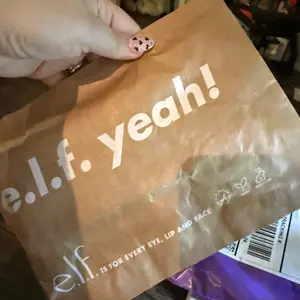 e.l.f. yeah!
e.l.f. IS FOR EVERY EYE, LIP AND FACE